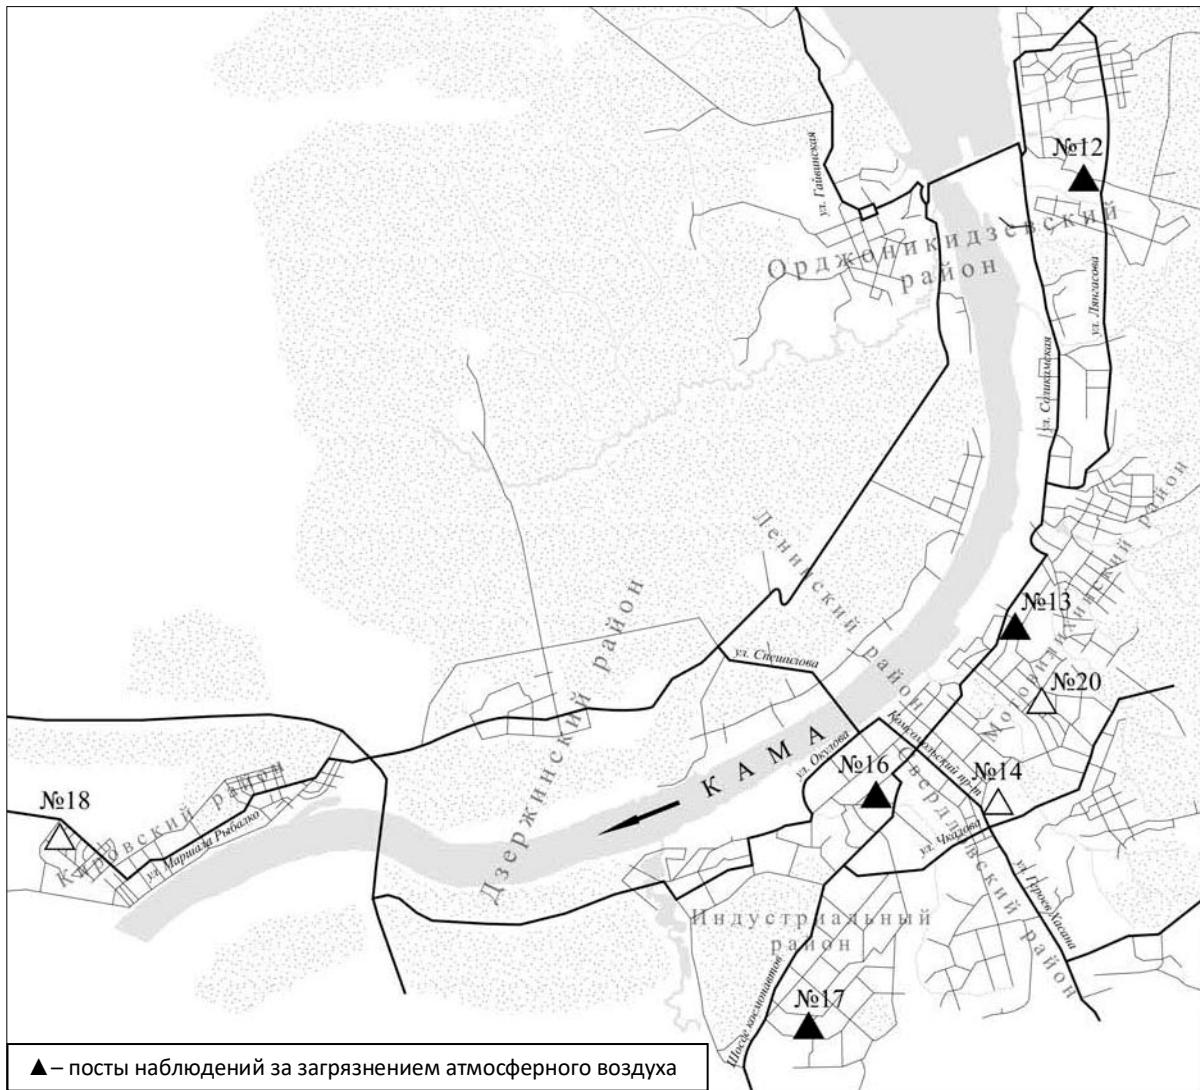 ул. Гайвинская
№12
Орджоникидзевский
район
ул. Лянгасова
ул. Соликамская
Ленинский район
Мотовилихинский район
№13
Дзержинский район
ул. Спешилова
№20
КАМА
ул. Окулова
Комсомольский пр-т
№16
№14
Свердловский район
ул. Чкалова
№18
Кировский район
ул. Маршала Рыбалко
ул. Героев Хасана
Индустриальный
район
Шоссе космонавтов
№17
▲ – посты наблюдений за загрязнением атмосферного воздуха